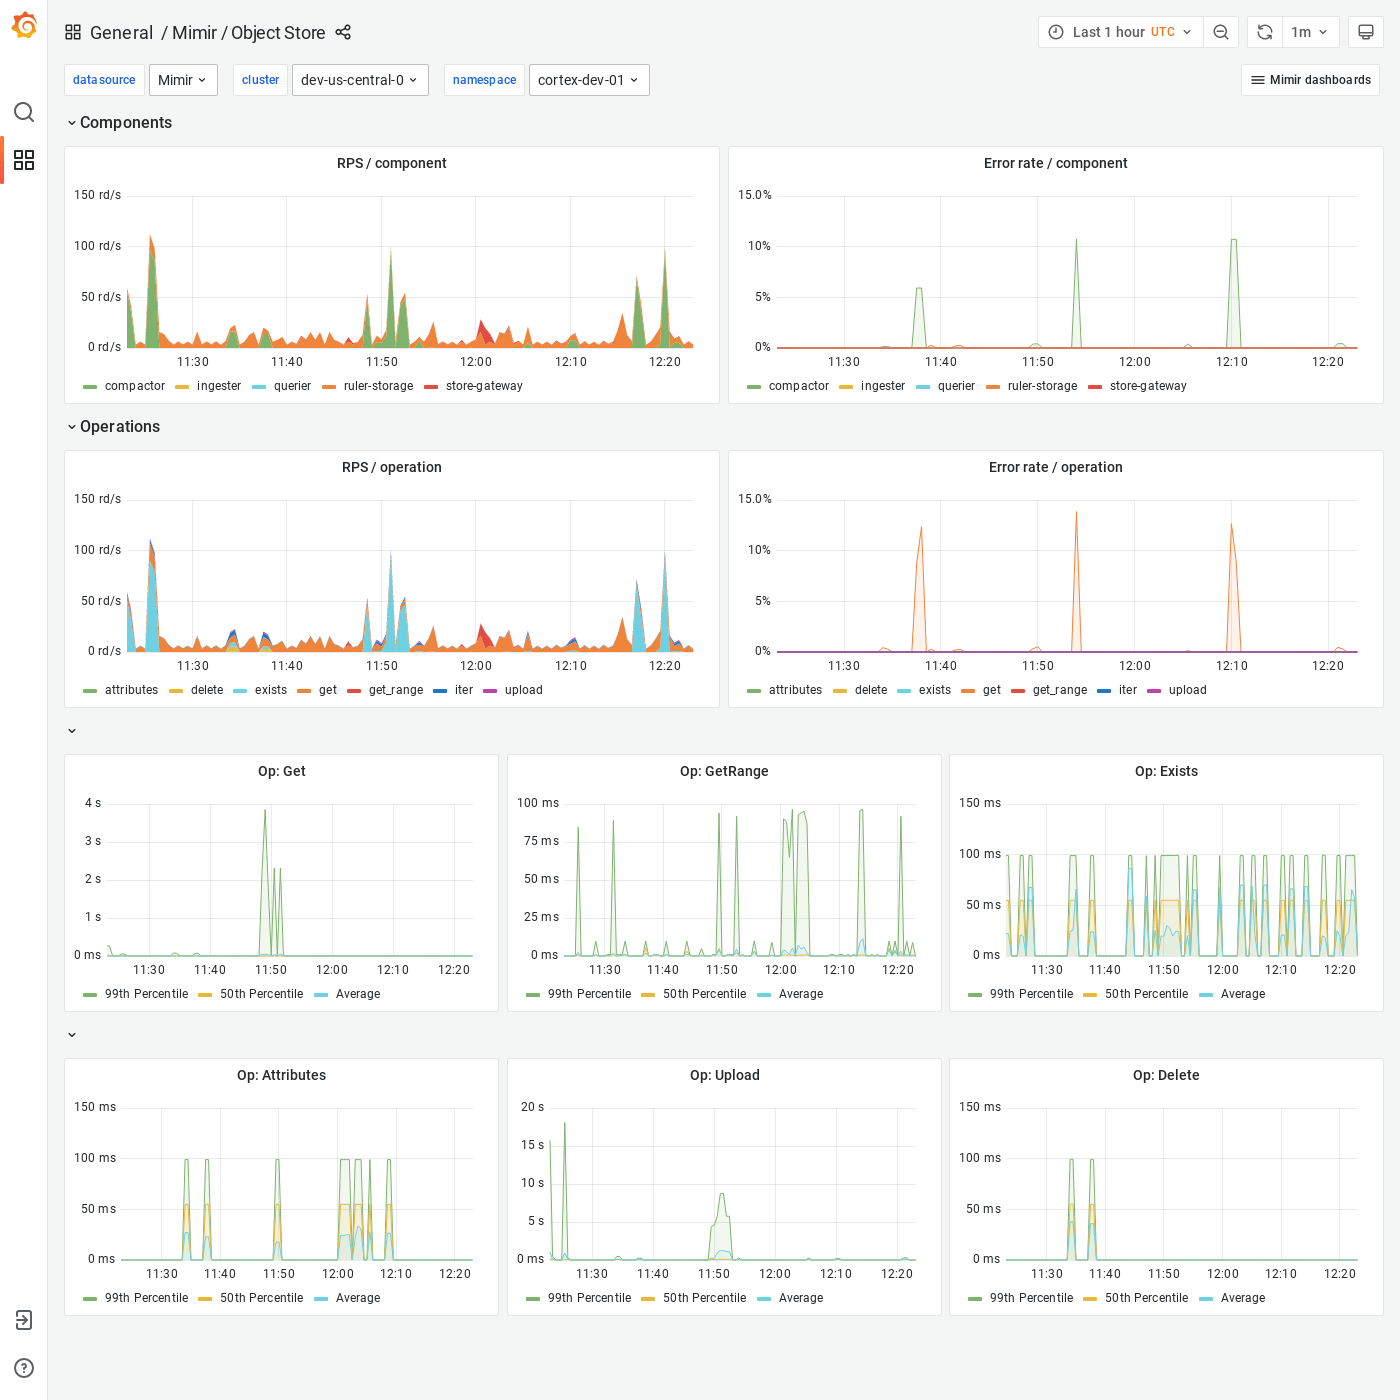 General / Mimir / Object Store
Last 1 hour UTC
1m
datasource Mimir cluster dev-us-central-0 namespace cortex-dev-01 Mimir dashboards
Components
RPS / component
150 rd/s
100 rd/s
50 rd/s
0 rd/s
11:30 11:40 11:50 12:00 12:10 12:20
compactor ingester querier ruler-storage store-gateway
Error rate / component
15.0%
10%
5%
0%
11:30 11:40 11:50 12:00 12:10 12:20
compactor ingester querier ruler-storage store-gateway
Operations
RPS / operation
150 rd/s
100 rd/s
50 rd/s
0 rd/s
11:30 11:40 11:50 12:00 12:10 12:20
attributes delete exists get get_range iter upload
Error rate / operation
15.0%
10%
5%
0%
11:30 11:40 11:50 12:00 12:10 12:20
attributes delete exists get get_range iter upload
Op: Get
4 s
3 s
2 s
1 s
0 ms
11:30 11:40 11:50 12:00 12:10 12:20
99th Percentile 50th Percentile Average
Op: GetRange
100 ms
75 ms
50 ms
25 ms
0 ms
11:30 11:40 11:50 12:00 12:10 12:20
99th Percentile 50th Percentile Average
Op: Exists
150 ms
100 ms
50 ms
0 ms
11:30 11:40 11:50 12:00 12:10 12:20
99th Percentile 50th Percentile Average
Op: Attributes
150 ms
100 ms
50 ms
0 ms
11:30 11:40 11:50 12:00 12:10 12:20
99th Percentile 50th Percentile Average
Op: Upload
20 s
15 s
10 s
5 s
0 ms
11:30 11:40 11:50 12:00 12:10 12:20
99th Percentile 50th Percentile Average
Op: Delete
150 ms
100 ms
50 ms
0 ms
11:30 11:40 11:50 12:00 12:10 12:20
99th Percentile 50th Percentile Average